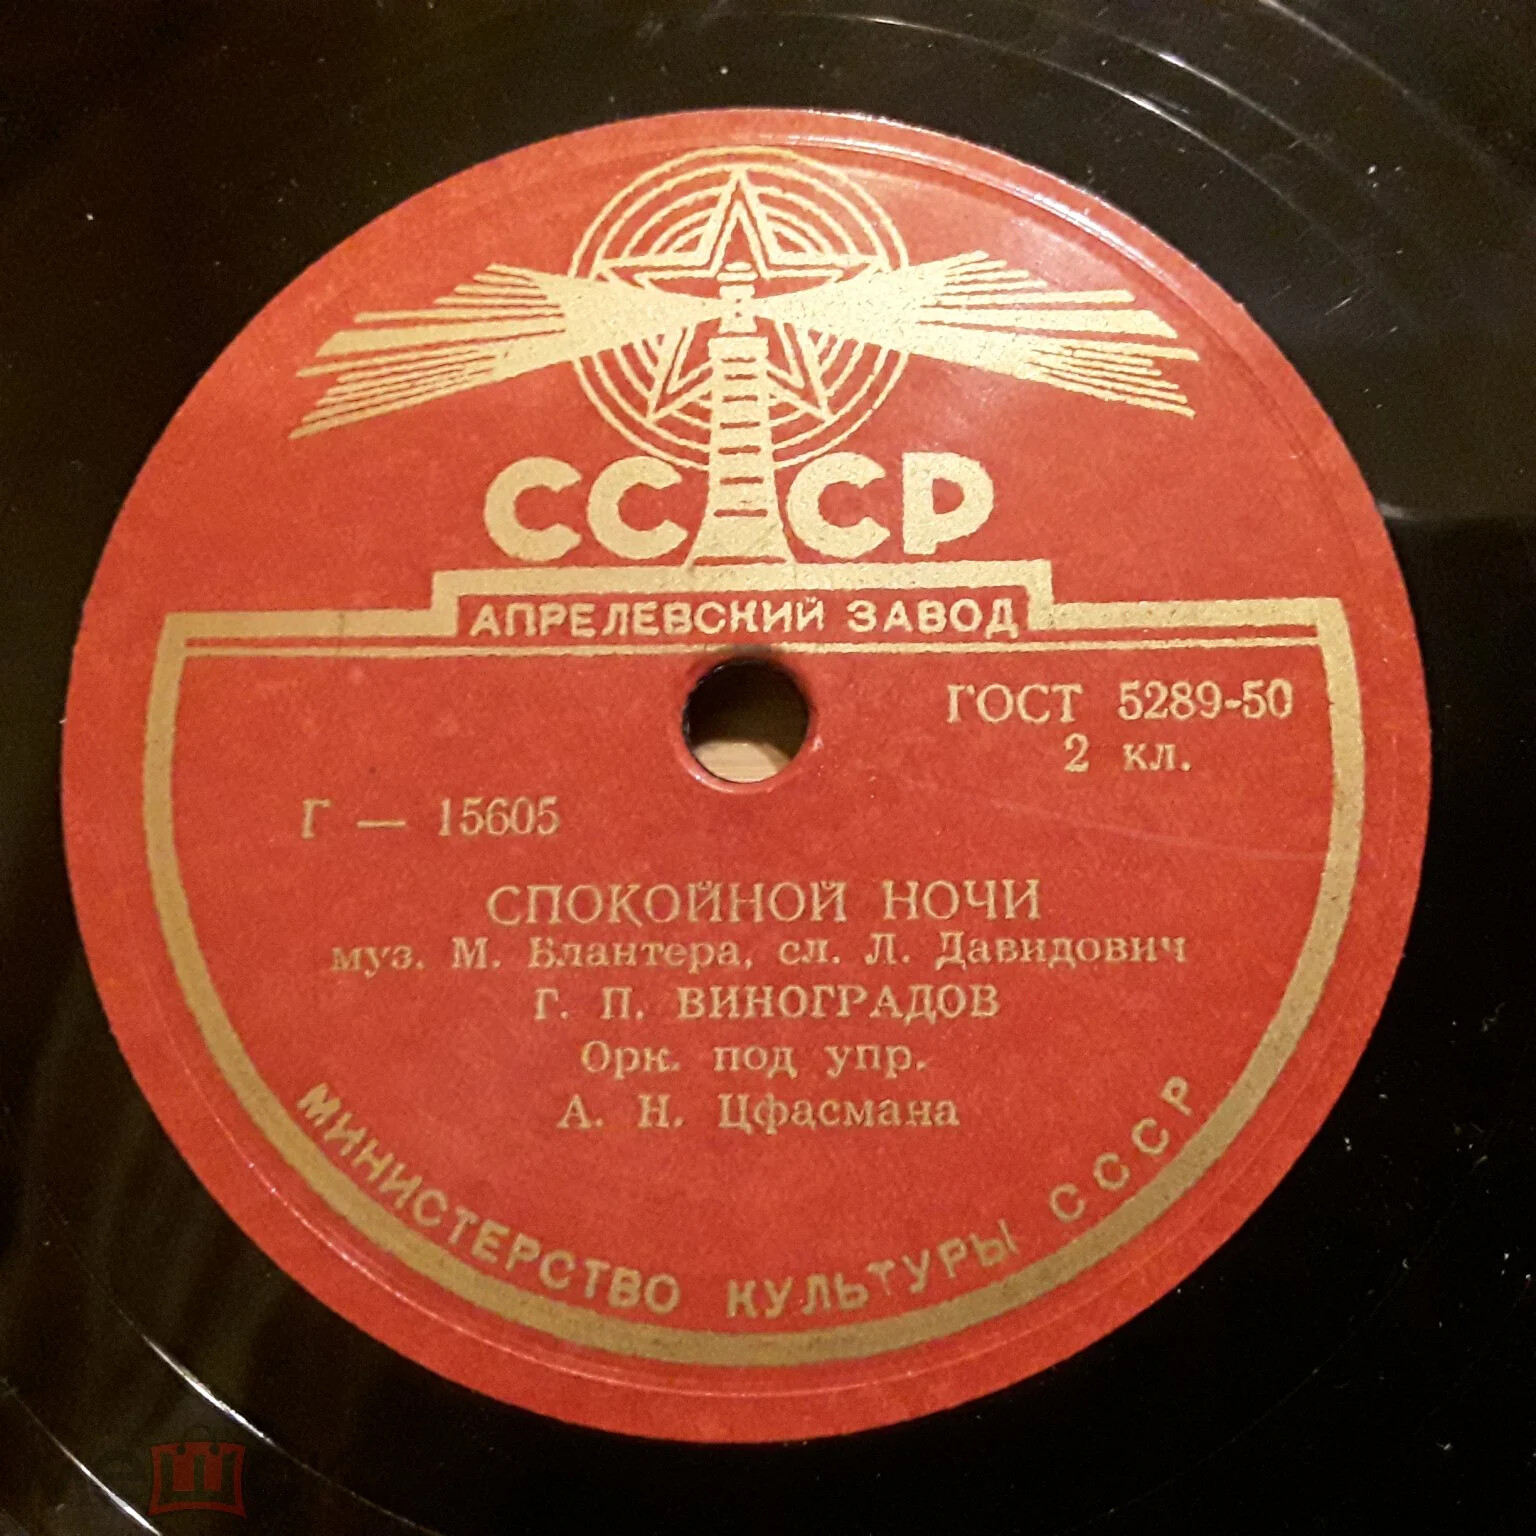 СССР
АПРЕЛЕВСКИЙ ЗАВОД
ГОСТ 5289-50
2 кл.
Г — 15605
СПОКОЙНОЙ НОЧИ
муз. М. Блантера, сл. Л. Давидович
Г. П. ВИНОГРАДОВ
Орк. под упр.
А. Н. Цфасмана
МИНИСТЕРСТВО КУЛЬТУРЫ СССР